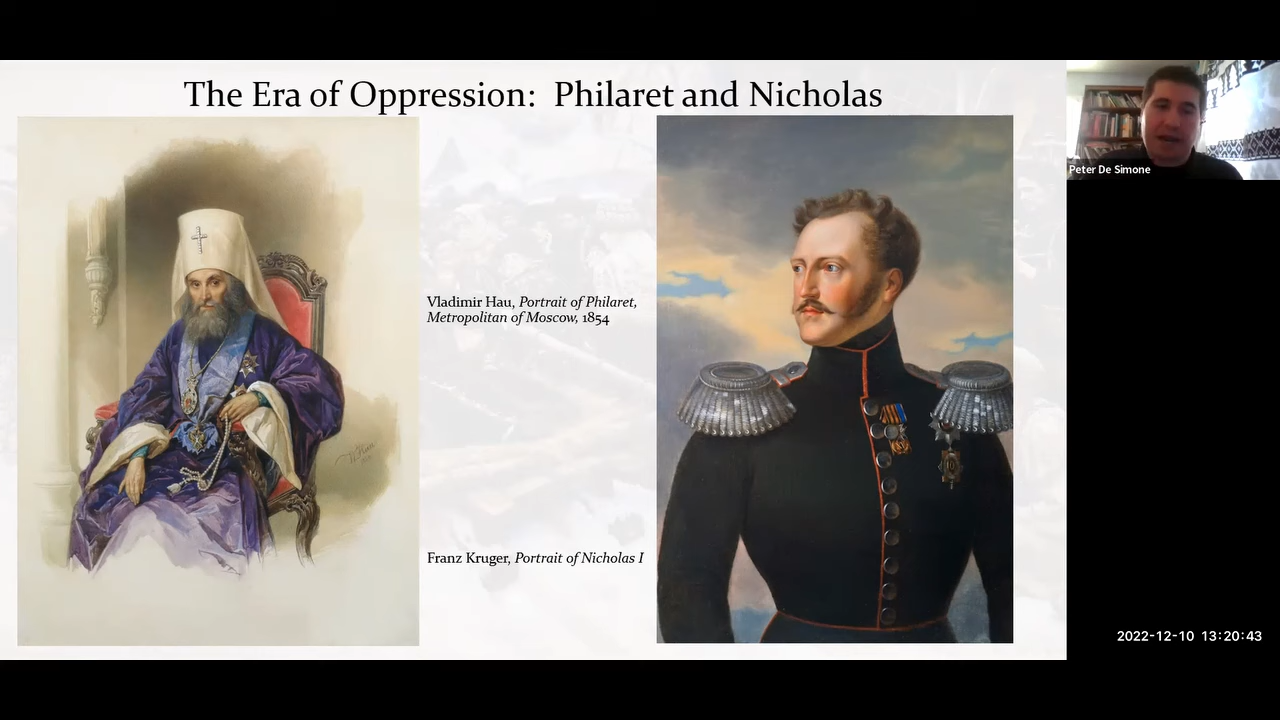 The Era of Oppression: Philaret and Nicholas
Peter De Simone
Vladimir Hau, Portrait of Philaret,
Metropolitan of Moscow, 1854
Franz Kruger, Portrait of Nicholas I
2022-12-10 13:20:43